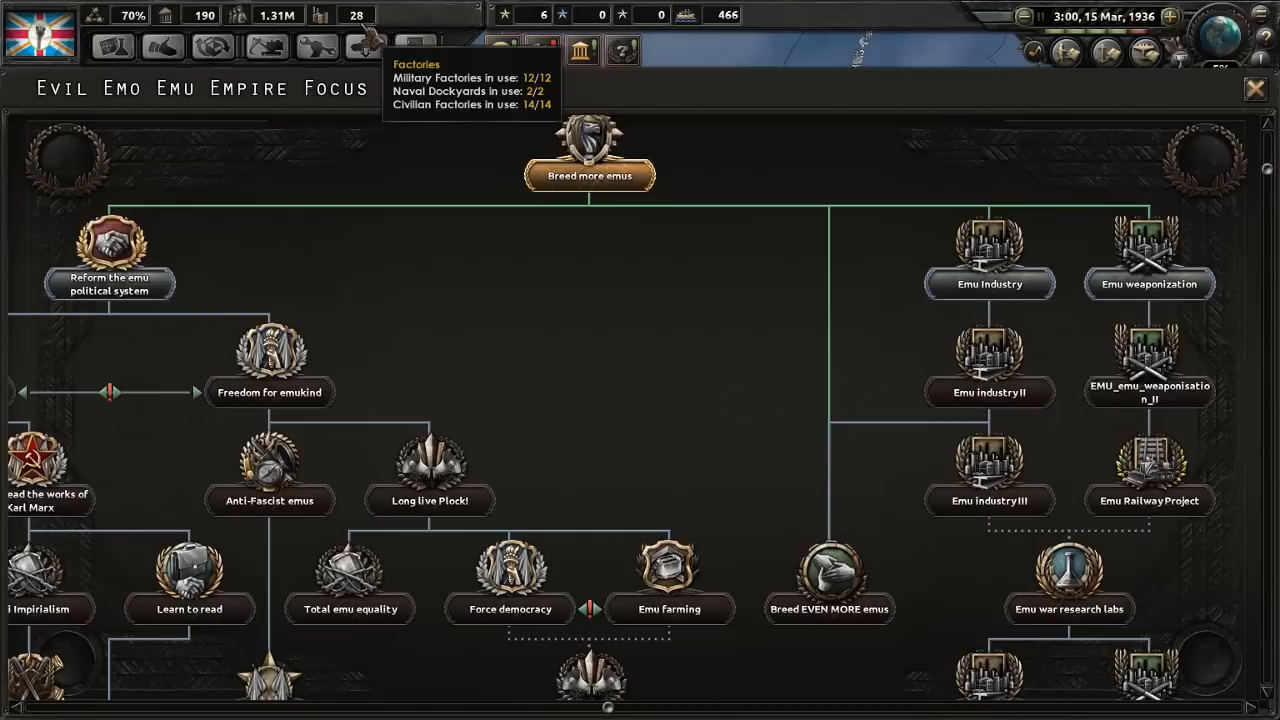 70%
190
1.31M
28
6
0
0
466
3:00, 15 Mar, 1936
Factories
Military Factories in use: 12/12
Naval Dockyards in use: 2/2
Civilian Factories in use: 14/14
Evil Emo Emu Empire Focus
Breed more emus
Reform the emu
political system
Emu Industry
Emu weaponization
Freedom for emukind
Emu industry II
EMU_emu_weaponisatio
n_II
ead the works of
Karl Marx
Anti-Fascist emus
Long live Plock!
Emu industry III
Emu Railway Project
i Impirialism
Learn to read
Total emu equality
Force democracy
Emu farming
Breed EVEN MORE emus
Emu war research labs